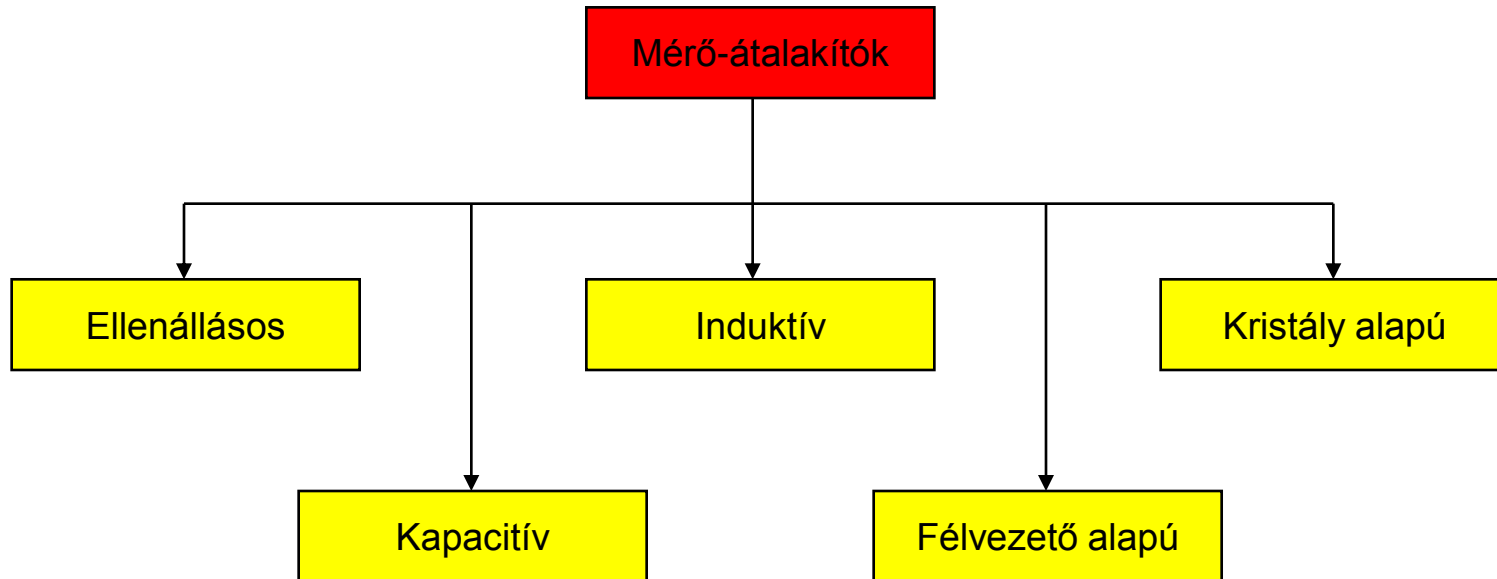 Mérő-átalakítók
Ellenállásos
Induktív
Kristály alapú
Kapacitív
Félvezető alapú